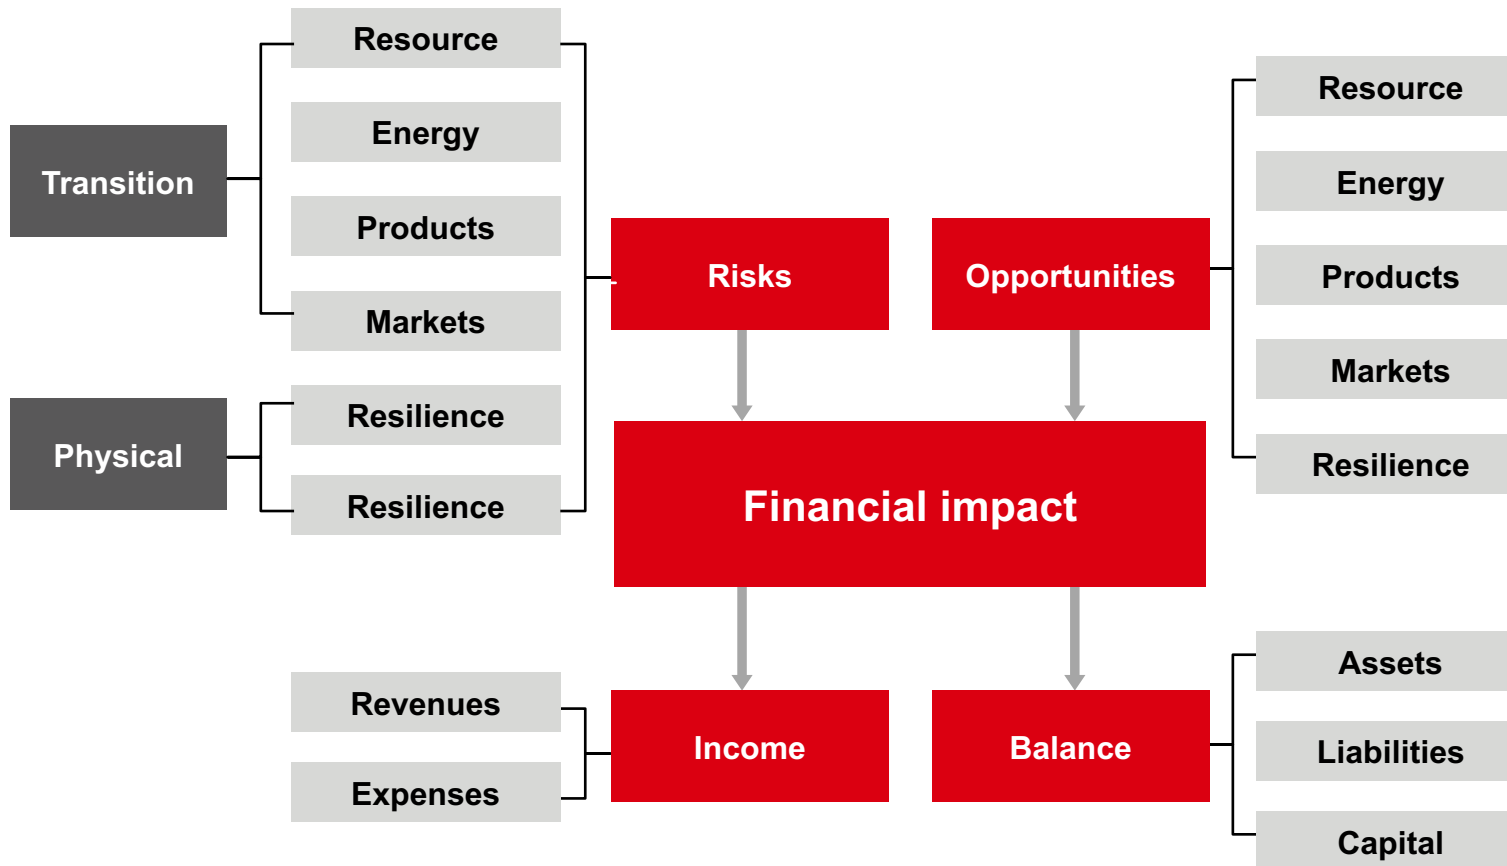 Transition
Physical
Resource
Energy
Products
Markets
Resilience
Resilience
Risks
Opportunities
Resource
Energy
Products
Markets
Resilience
Financial impact
Revenues
Expenses
Income
Balance
Assets
Liabilities
Capital